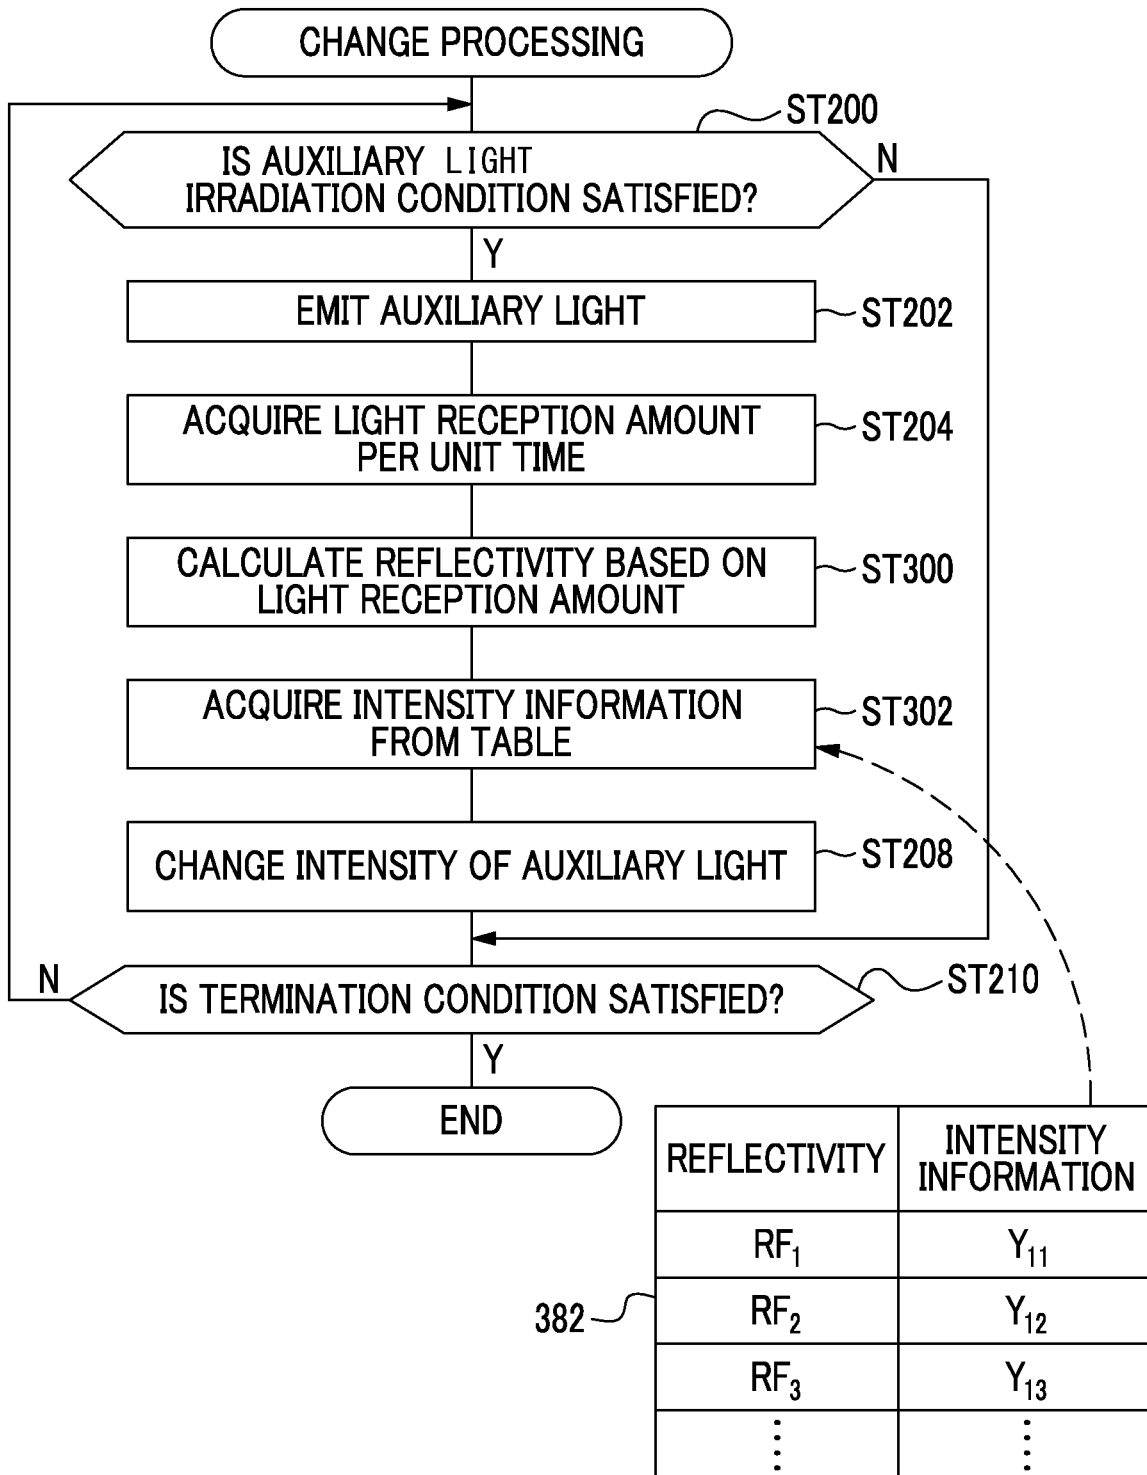 CHANGE PROCESSING
ST200
IS AUXILIARY LIGHT
IRRADIATION CONDITION SATISFIED?
N
Y
EMIT AUXILIARY LIGHT
ST202
ACQUIRE LIGHT RECEPTION AMOUNT
PER UNIT TIME
ST204
CALCULATE REFLECTIVITY BASED ON
LIGHT RECEPTION AMOUNT
ST300
ACQUIRE INTENSITY INFORMATION
FROM TABLE
ST302
CHANGE INTENSITY OF AUXILIARY LIGHT
ST208
N
IS TERMINATION CONDITION SATISFIED?
ST210
Y
END
REFLECTIVITY
INTENSITY
INFORMATION
RF₁ Y₁₁
382
RF₂ Y₁₂
RF₃ Y₁₃
⋮ ⋮